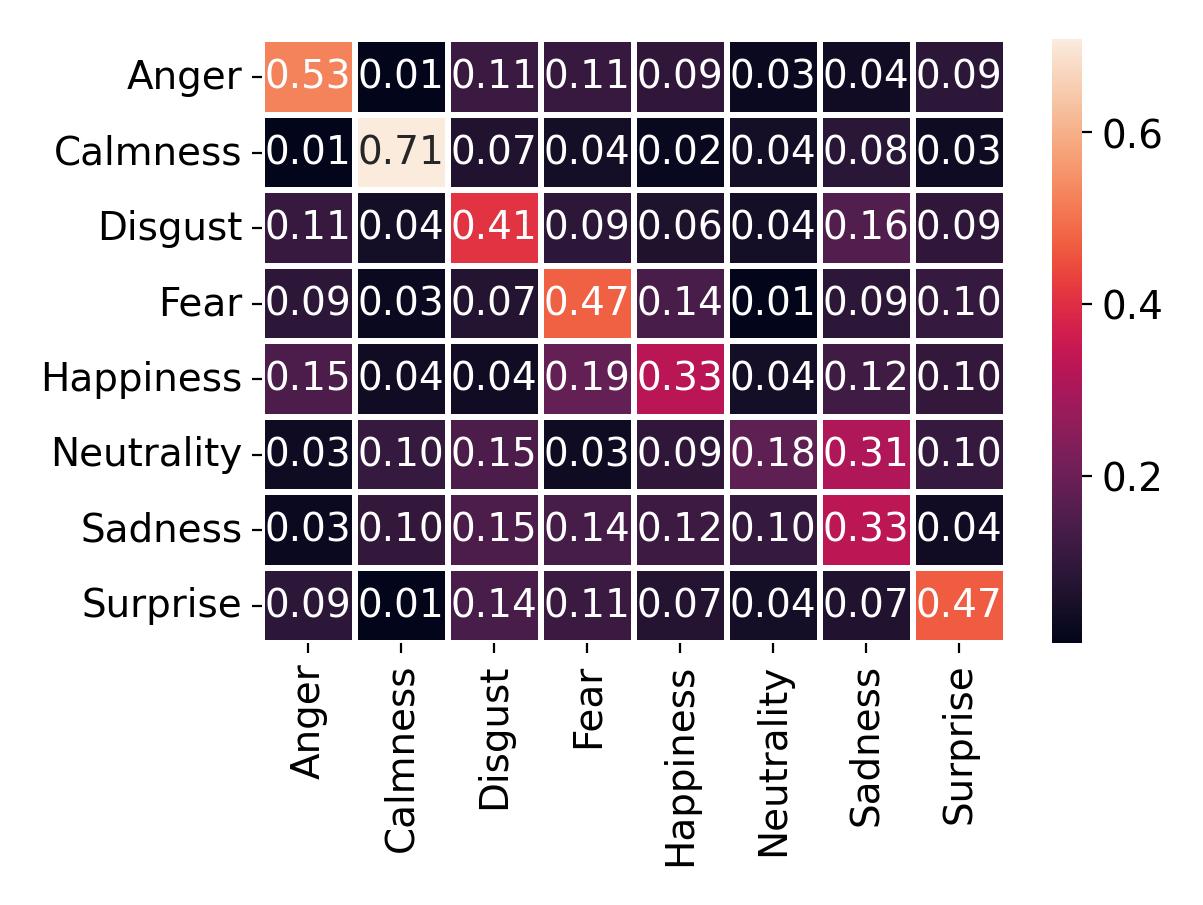 Anger 0.53 0.01 0.11 0.11 0.09 0.03 0.04 0.09
Calmness 0.01 0.71 0.07 0.04 0.02 0.04 0.08 0.03
Disgust 0.11 0.04 0.41 0.09 0.06 0.04 0.16 0.09
Fear 0.09 0.03 0.07 0.47 0.14 0.01 0.09 0.10
Happiness 0.15 0.04 0.04 0.19 0.33 0.04 0.12 0.10
Neutrality 0.03 0.10 0.15 0.03 0.09 0.18 0.31 0.10
Sadness 0.03 0.10 0.15 0.14 0.12 0.10 0.33 0.04
Surprise 0.09 0.01 0.14 0.11 0.07 0.04 0.07 0.47
Anger
Calmness
Disgust
Fear
Happiness
Neutrality
Sadness
Surprise
0.6
0.4
0.2